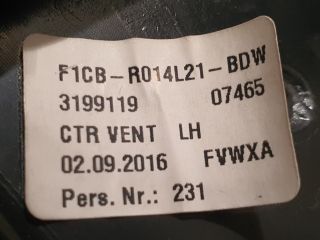 F1CB-R014L21-BDW
3199119 07465
CTR VENT LH
02.09.2016 FVWXA
Pers. Nr.: 231